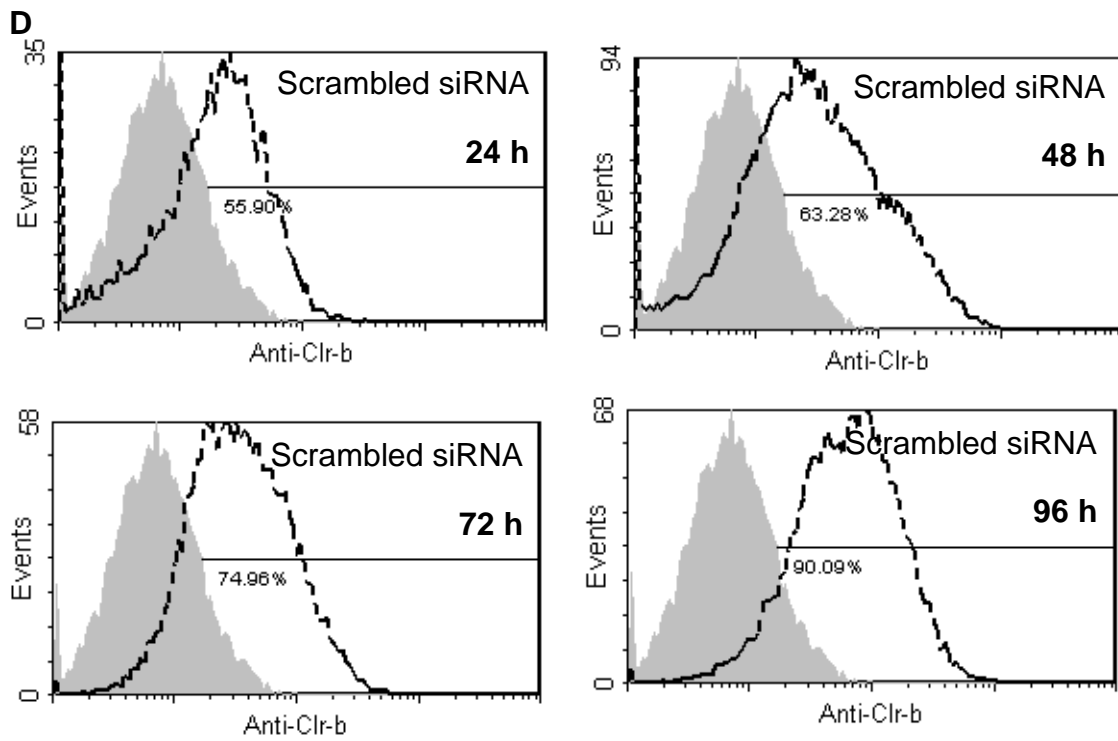 D
35
Scrambled siRNA
24 h
Events
55.90%
0
Anti-Clr-b
94
Scrambled siRNA
48 h
Events
63.28%
0
Anti-Clr-b
58
Scrambled siRNA
72 h
Events
74.96%
0
Anti-Clr-b
68
Scrambled siRNA
96 h
Events
90.09%
0
Anti-Clr-b